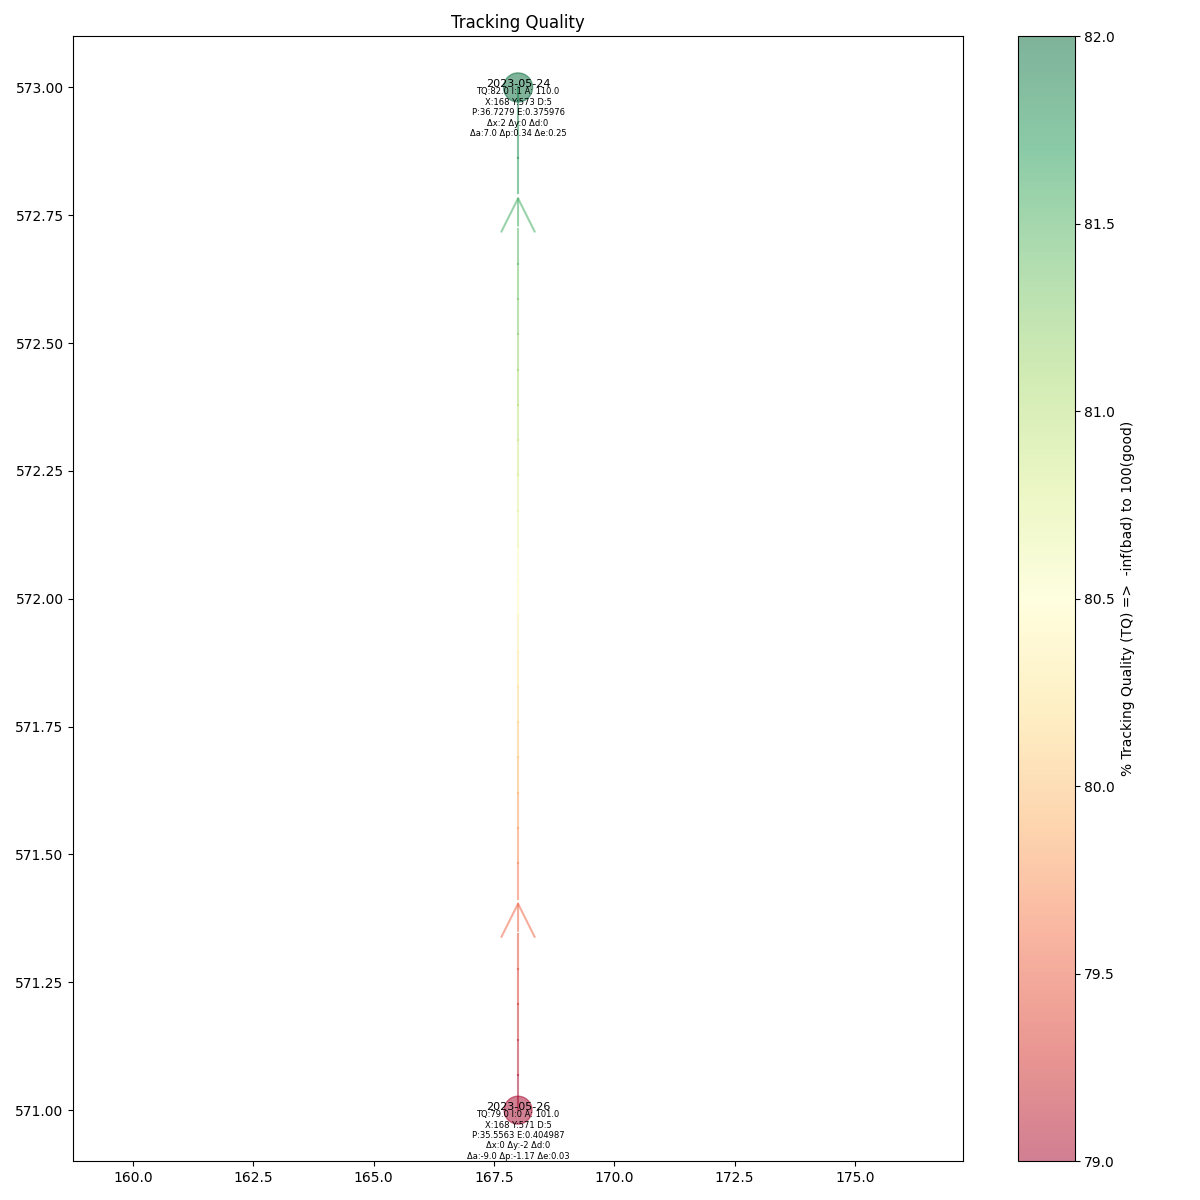 Tracking Quality
573.00
572.75
572.50
572.25
572.00
571.75
571.50
571.25
571.00
2023-05-24
TQ:82.0 I:1 A: 110.0
X:168 Y:573 D:5
P:36.7279 E:0.375976
Δx:2 Δy:0 Δd:0
Δa:7.0 Δp:0.34 Δe:0.25
2023-05-26
TQ:79.0 I:0 A: 101.0
X:168 Y:571 D:5
P:35.5563 E:0.404987
Δx:0 Δy:-2 Δd:0
Δa:-9.0 Δp:-1.17 Δe:0.03
160.0 162.5 165.0 167.5 170.0 172.5 175.0
82.0
81.5
81.0
80.5
80.0
79.5
79.0
% Tracking Quality (TQ) => -inf(bad) to 100(good)